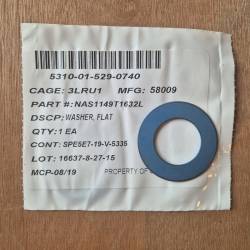 5310-01-529-0740
CAGE: 3LRU1 MFG: 58009
PART #: NAS1149T1632L
DSCP: WASHER, FLAT
QTY: 1 EA
CONT: SPE5E7-19-V-5335
LOT: 16637-8-27-15
MCP-08/19 PROPERTY OF